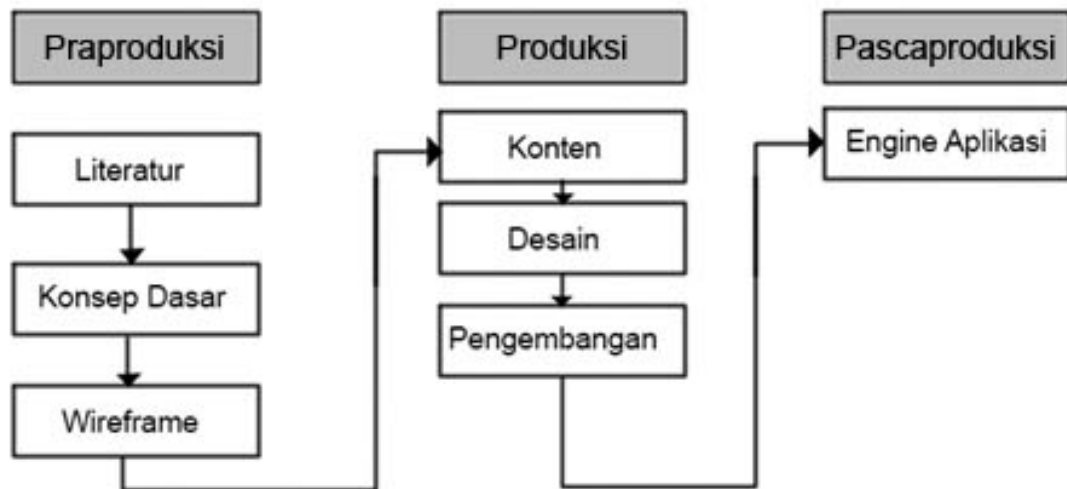 Praproduksi
Literatur
Konsep Dasar
Wireframe
Produksi
Konten
Desain
Pengembangan
Pascaproduksi
Engine Aplikasi